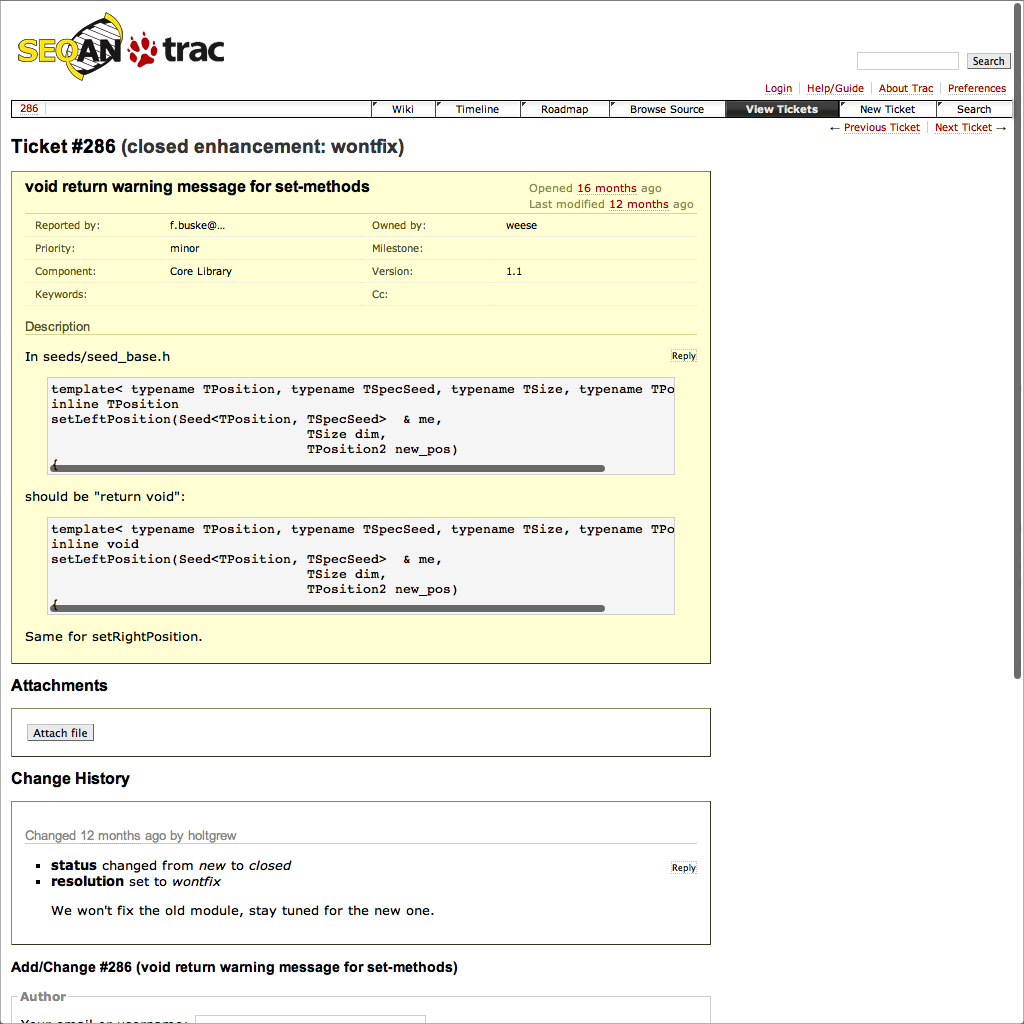 SEQAN trac
Search
Login Help/Guide About Trac Preferences
286 Wiki Timeline Roadmap Browse Source View Tickets New Ticket Search
← Previous Ticket Next Ticket →
Ticket #286 (closed enhancement: wontfix)
void return warning message for set-methods
Opened 16 months ago
Last modified 12 months ago
Reported by: f.buske@... Owned by: weese
Priority: minor Milestone:
Component: Core Library Version: 1.1
Keywords: Cc:
Description
In seeds/seed_base.h Reply
template< typename TPosition, typename TSpecSeed, typename TSize, typename TPo
inline TPosition
setLeftPosition(Seed<TPosition, TSpecSeed> & me,
TSize dim,
TPosition2 new_pos)
{
should be "return void":
template< typename TPosition, typename TSpecSeed, typename TSize, typename TPo
inline void
setLeftPosition(Seed<TPosition, TSpecSeed> & me,
TSize dim,
TPosition2 new_pos)
{
Same for setRightPosition.
Attachments
Attach file
Change History
Changed 12 months ago by holtgrew
status changed from new to closed Reply
resolution set to wontfix
We won't fix the old module, stay tuned for the new one.
Add/Change #286 (void return warning message for set-methods)
Author
Your email or username: